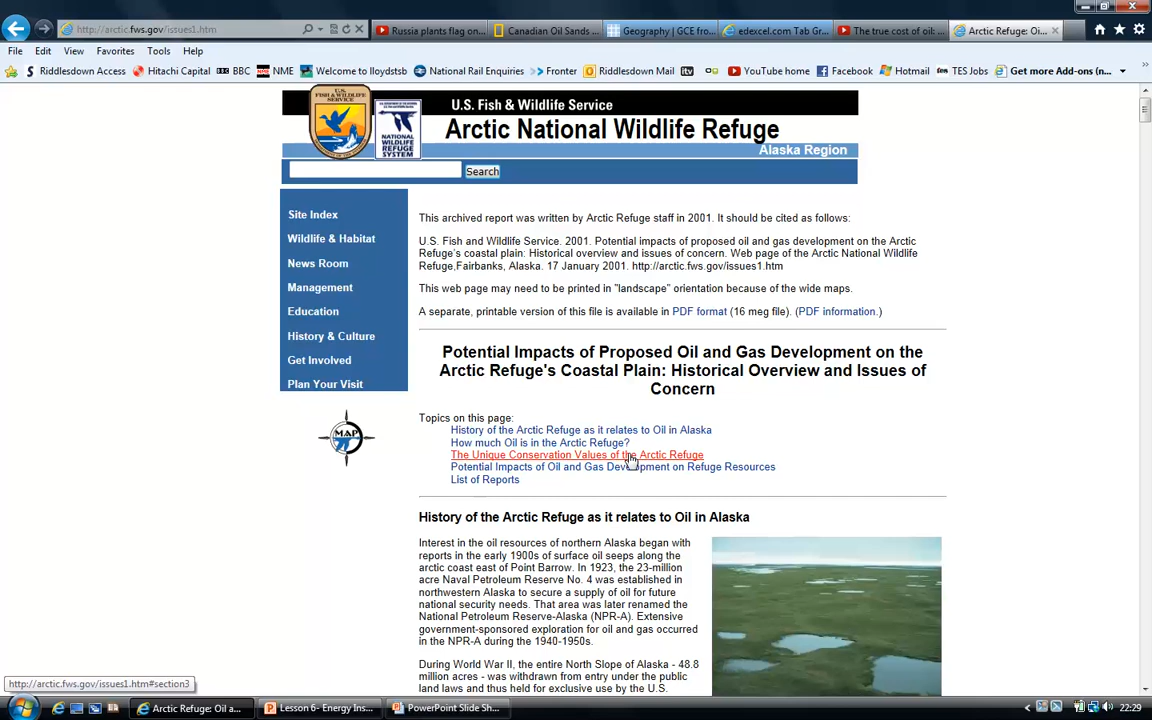 http://arctic.fws.gov/issues1.htm
Russia plants flag on...
Canadian Oil Sands ...
Geography | GCE fro...
edexcel.com Tab Gr...
The true cost of oil: ...
Arctic Refuge: Oi...
File Edit View Favorites Tools Help
Riddlesdown Access
Hitachi Capital
BBC
NME
Welcome to lloydstsb
National Rail Enquiries
Fronter
Riddlesdown Mail
itv
YouTube home
Facebook
Hotmail
TES Jobs
Get more Add-ons (n...
U.S. FISH & WILDLIFE SERVICE
NATIONAL WILDLIFE REFUGE SYSTEM
U.S. Fish & Wildlife Service
Arctic National Wildlife Refuge
Alaska Region
Search
Site Index
Wildlife & Habitat
News Room
Management
Education
History & Culture
Get Involved
Plan Your Visit
MAP
This archived report was written by Arctic Refuge staff in 2001. It should be cited as follows:
U.S. Fish and Wildlife Service. 2001. Potential impacts of proposed oil and gas development on the Arctic
Refuge's coastal plain: Historical overview and issues of concern. Web page of the Arctic National Wildlife
Refuge,Fairbanks, Alaska. 17 January 2001. http://arctic.fws.gov/issues1.htm
This web page may need to be printed in "landscape" orientation because of the wide maps.
A separate, printable version of this file is available in PDF format (16 meg file). (PDF information.)
Potential Impacts of Proposed Oil and Gas Development on the
Arctic Refuge's Coastal Plain: Historical Overview and Issues of
Concern
Topics on this page:
History of the Arctic Refuge as it relates to Oil in Alaska
How much Oil is in the Arctic Refuge?
The Unique Conservation Values of the Arctic Refuge
Potential Impacts of Oil and Gas Development on Refuge Resources
List of Reports
History of the Arctic Refuge as it relates to Oil in Alaska
Interest in the oil resources of northern Alaska began with
reports in the early 1900s of surface oil seeps along the
arctic coast east of Point Barrow. In 1923, the 23-million
acre Naval Petroleum Reserve No. 4 was established in
northwestern Alaska to secure a supply of oil for future
national security needs. That area was later renamed the
National Petroleum Reserve-Alaska (NPR-A). Extensive
government-sponsored exploration for oil and gas occurred
in the NPR-A during the 1940-1950s.
During World War II, the entire North Slope of Alaska - 48.8
million acres - was withdrawn from entry under the public
land laws and thus held for exclusive use by the U.S.
http://arctic.fws.gov/issues1.htm#section3
Arctic Refuge: Oil a...
Lesson 6- Energy Ins...
PowerPoint Slide Sh...
22:29